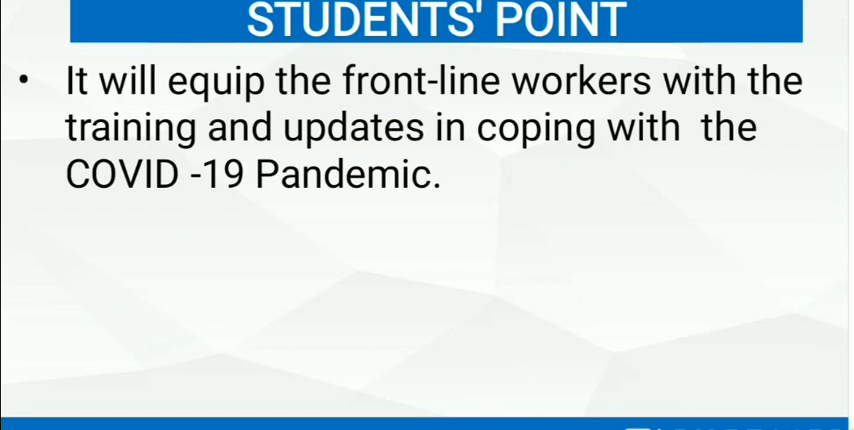 STUDENTS' POINT
• It will equip the front-line workers with the
training and updates in coping with  the
COVID -19 Pandemic.